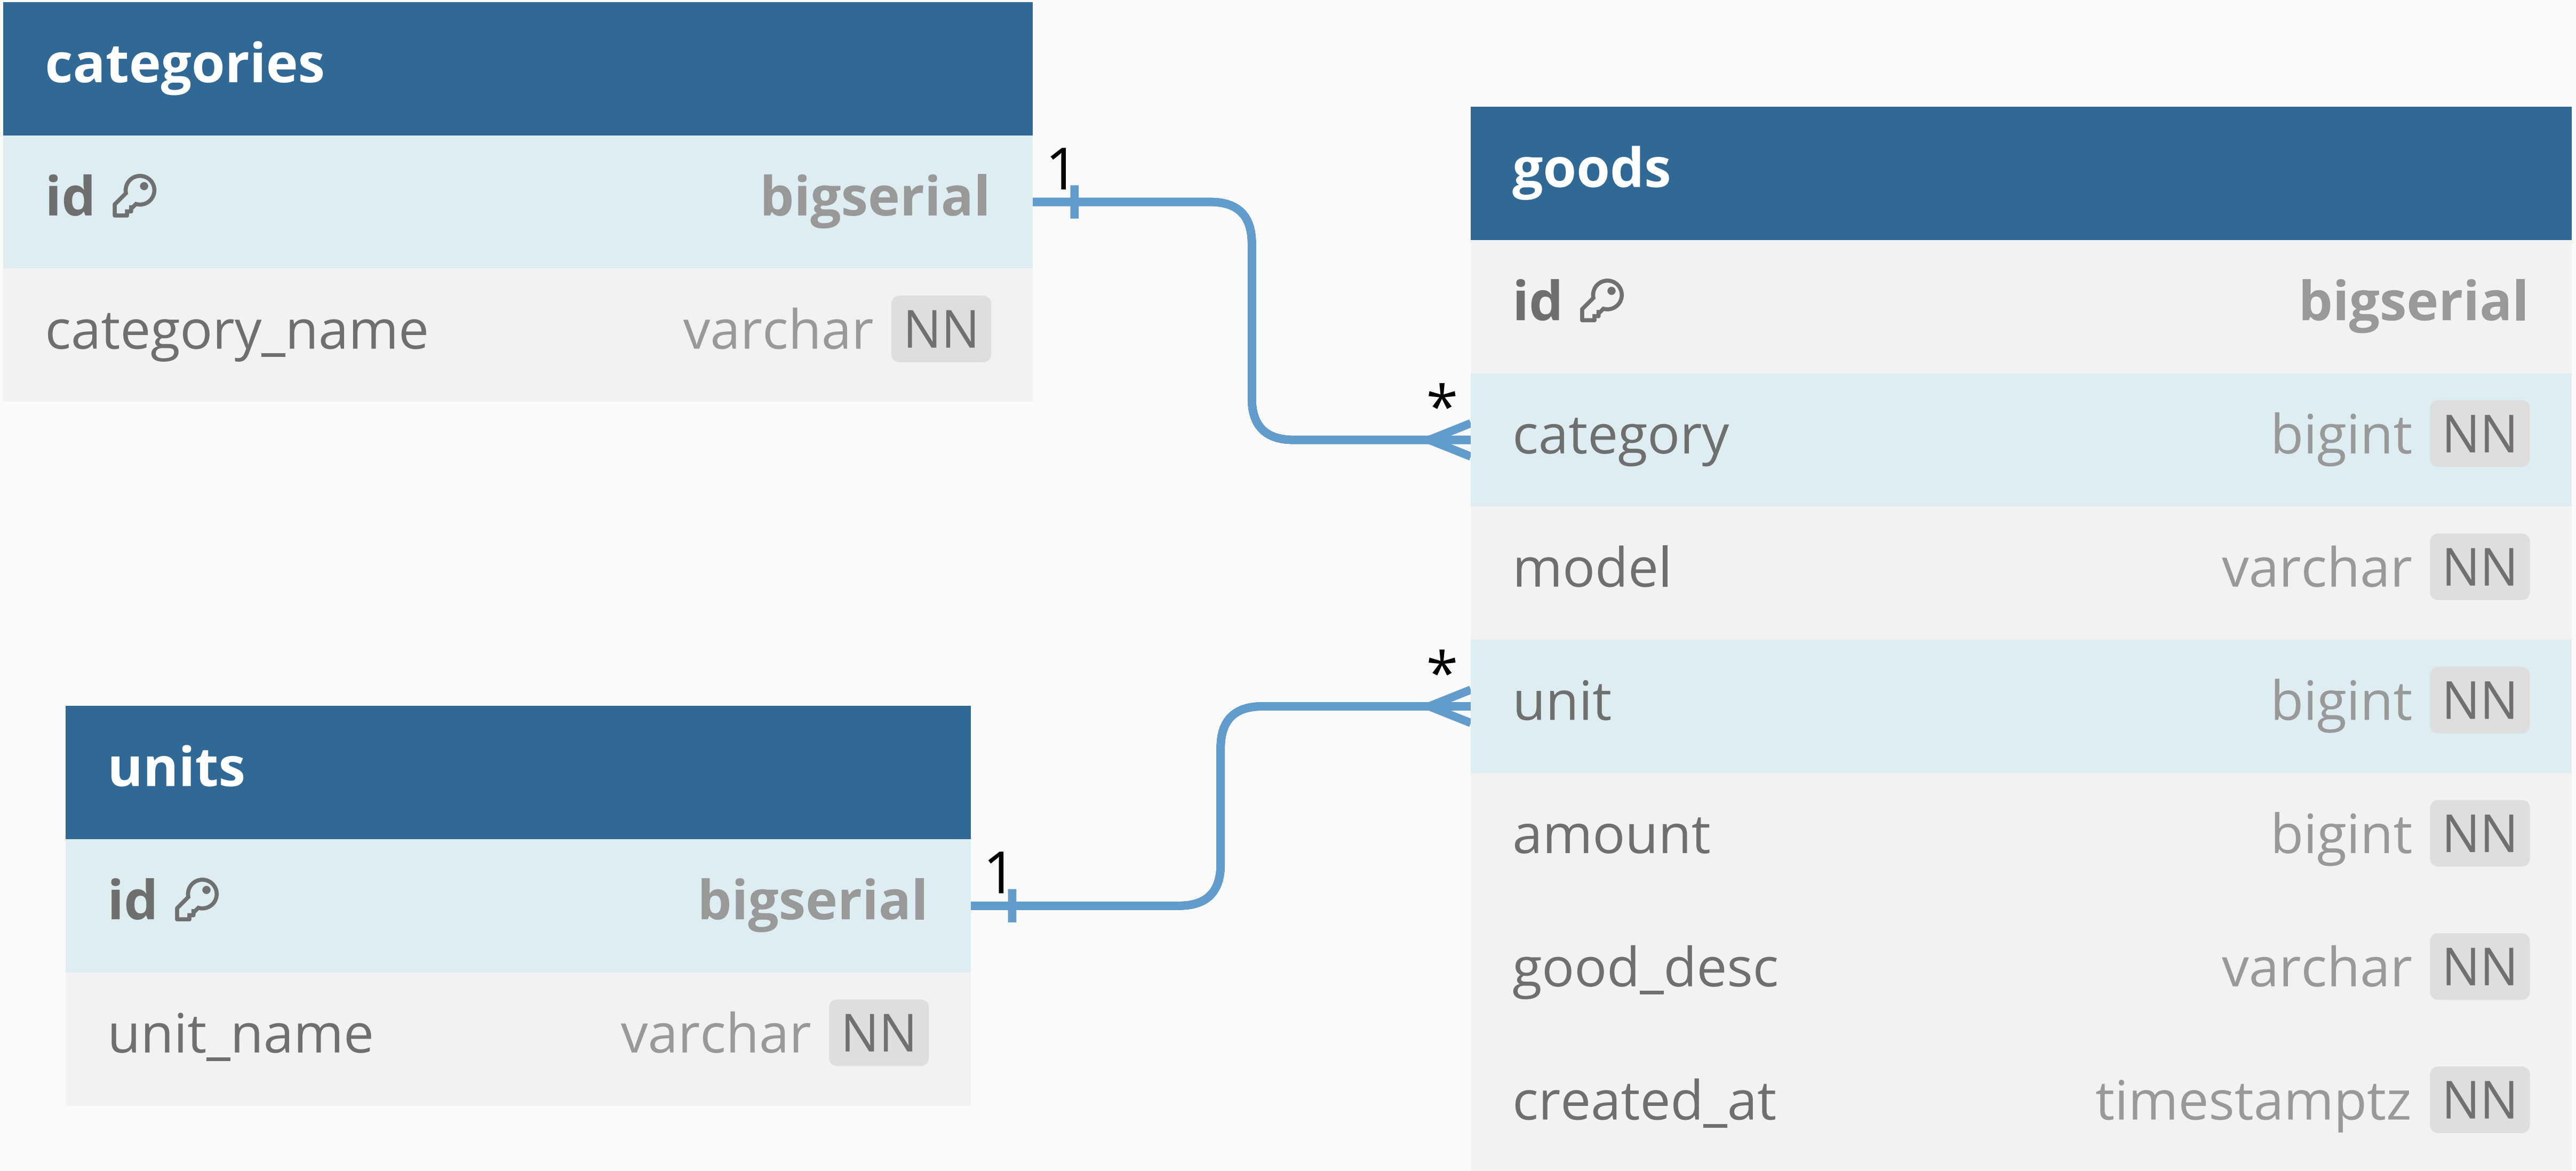 categories
id bigserial
category_name varchar NN
1
*
goods
id bigserial
category bigint NN
model varchar NN
unit bigint NN
amount bigint NN
good_desc varchar NN
created_at timestamptz NN
*
1
units
id bigserial
unit_name varchar NN